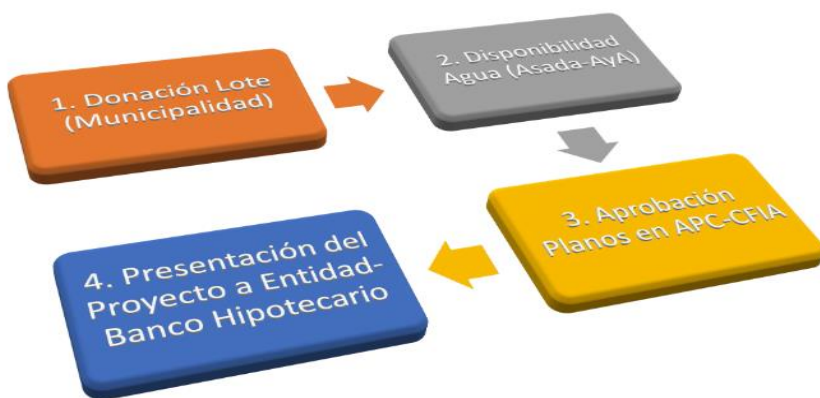 1. Donación Lote
(Municipalidad)
2. Disponibilidad
Agua (Asada-AyA)
3. Aprobación
Planos en APC-CFIA
4. Presentación del
Proyecto a Entidad-
Banco Hipotecario